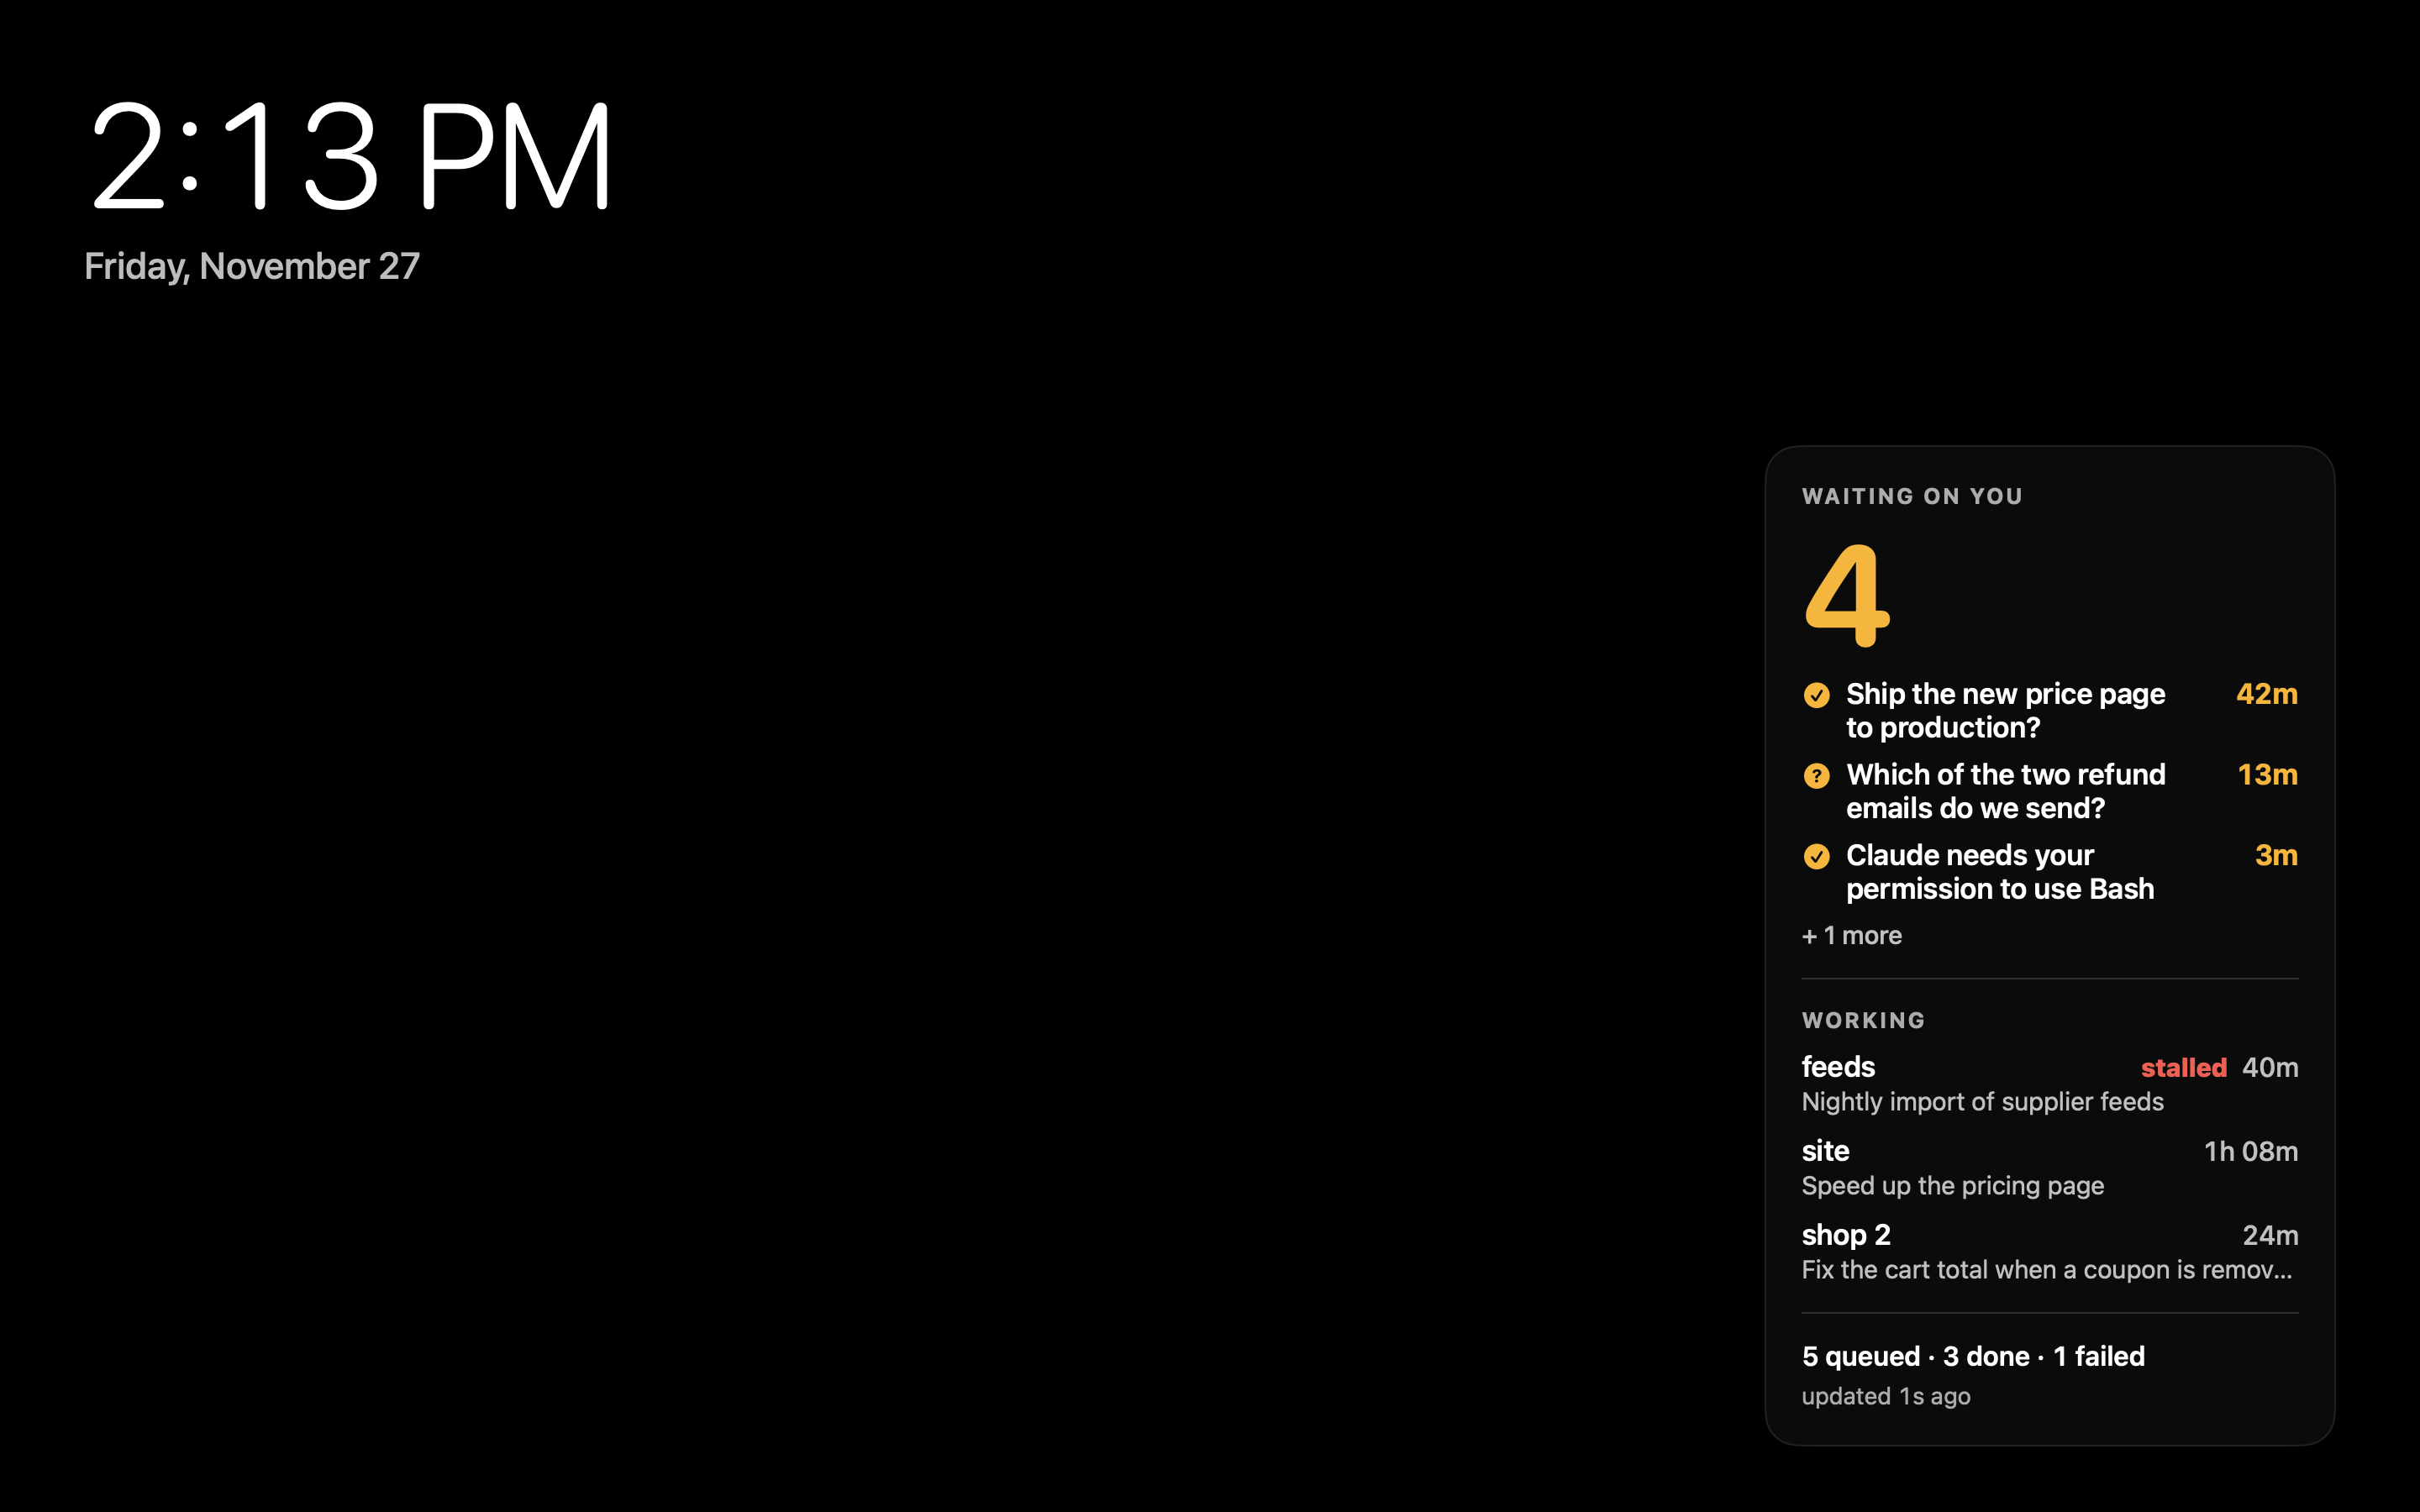 2:13 PM
Friday, November 27
WAITING ON YOU
4
Ship the new price page 42m
to production?
Which of the two refund 13m
emails do we send?
Claude needs your 3m
permission to use Bash
+ 1 more
WORKING
feeds stalled 40m
Nightly import of supplier feeds
site 1h 08m
Speed up the pricing page
shop 2 24m
Fix the cart total when a coupon is remov...
5 queued · 3 done · 1 failed
updated 1s ago